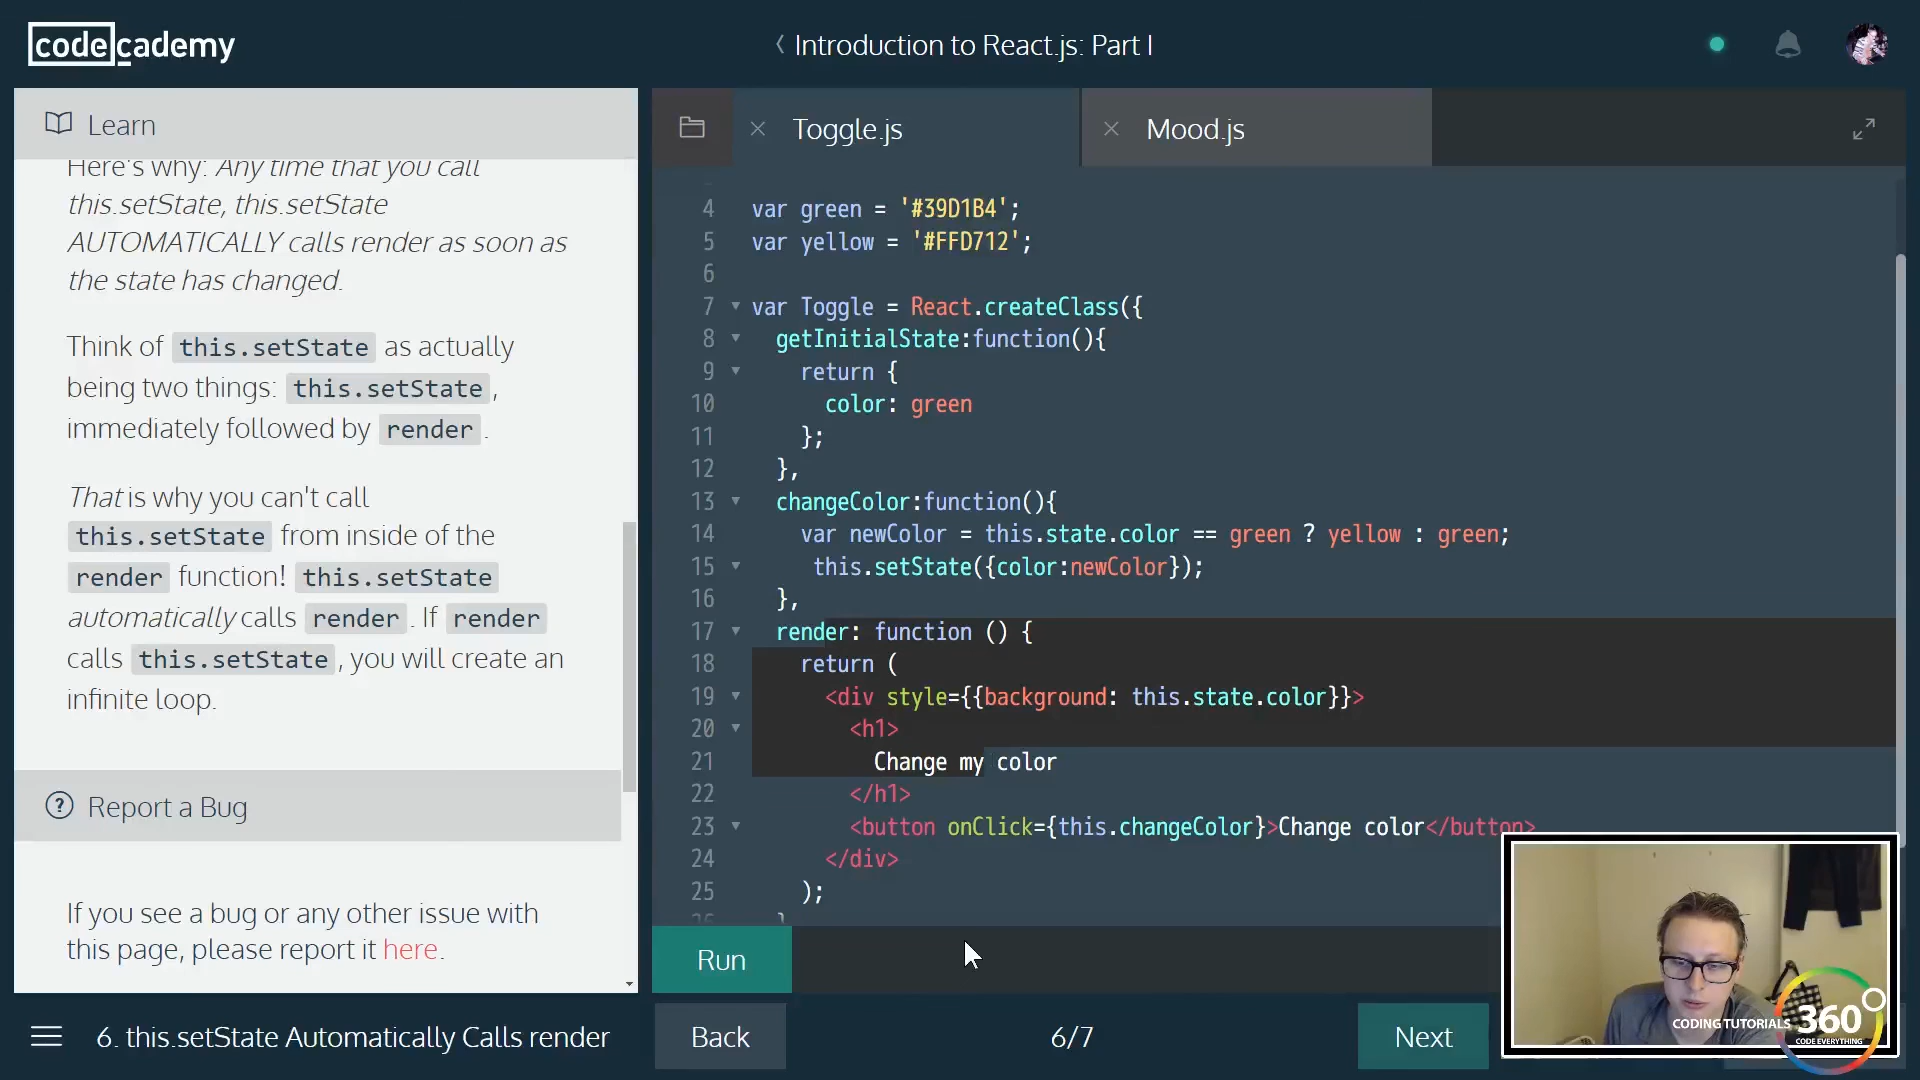 codecademy
Introduction to React.js: Part I
Learn
Here's why: Any time that you call
this.setState, this.setState
AUTOMATICALLY calls render as soon as
the state has changed.
Think of this.setState as actually
being two things: this.setState,
immediately followed by render.
That is why you can't call
this.setState from inside of the
render function! this.setState
automatically calls render. If render
calls this.setState, you will create an
infinite loop.
? Report a Bug
If you see a bug or any other issue with
this page, please report it here.
Toggle.js
Mood.js
4 var green = '#39D1B4';
5 var yellow = '#FFD712';
6
7 var Toggle = React.createClass({
8 getInitialState:function(){
9 return {
10 color: green
11 };
12 },
13 changeColor:function(){
14 var newColor = this.state.color == green ? yellow : green;
15 this.setState({color:newColor});
16 },
17 render: function () {
18 return (
19 <div style={{background: this.state.color}}>
20 <h1>
21 Change my color
22 </h1>
23 <button onClick={this.changeColor}>Change color</button>
24 </div>
25 );
26 }
Run
6. this.setState Automatically Calls render
Back
6/7
Next
CODING TUTORIALS 360
CODE EVERYTHING